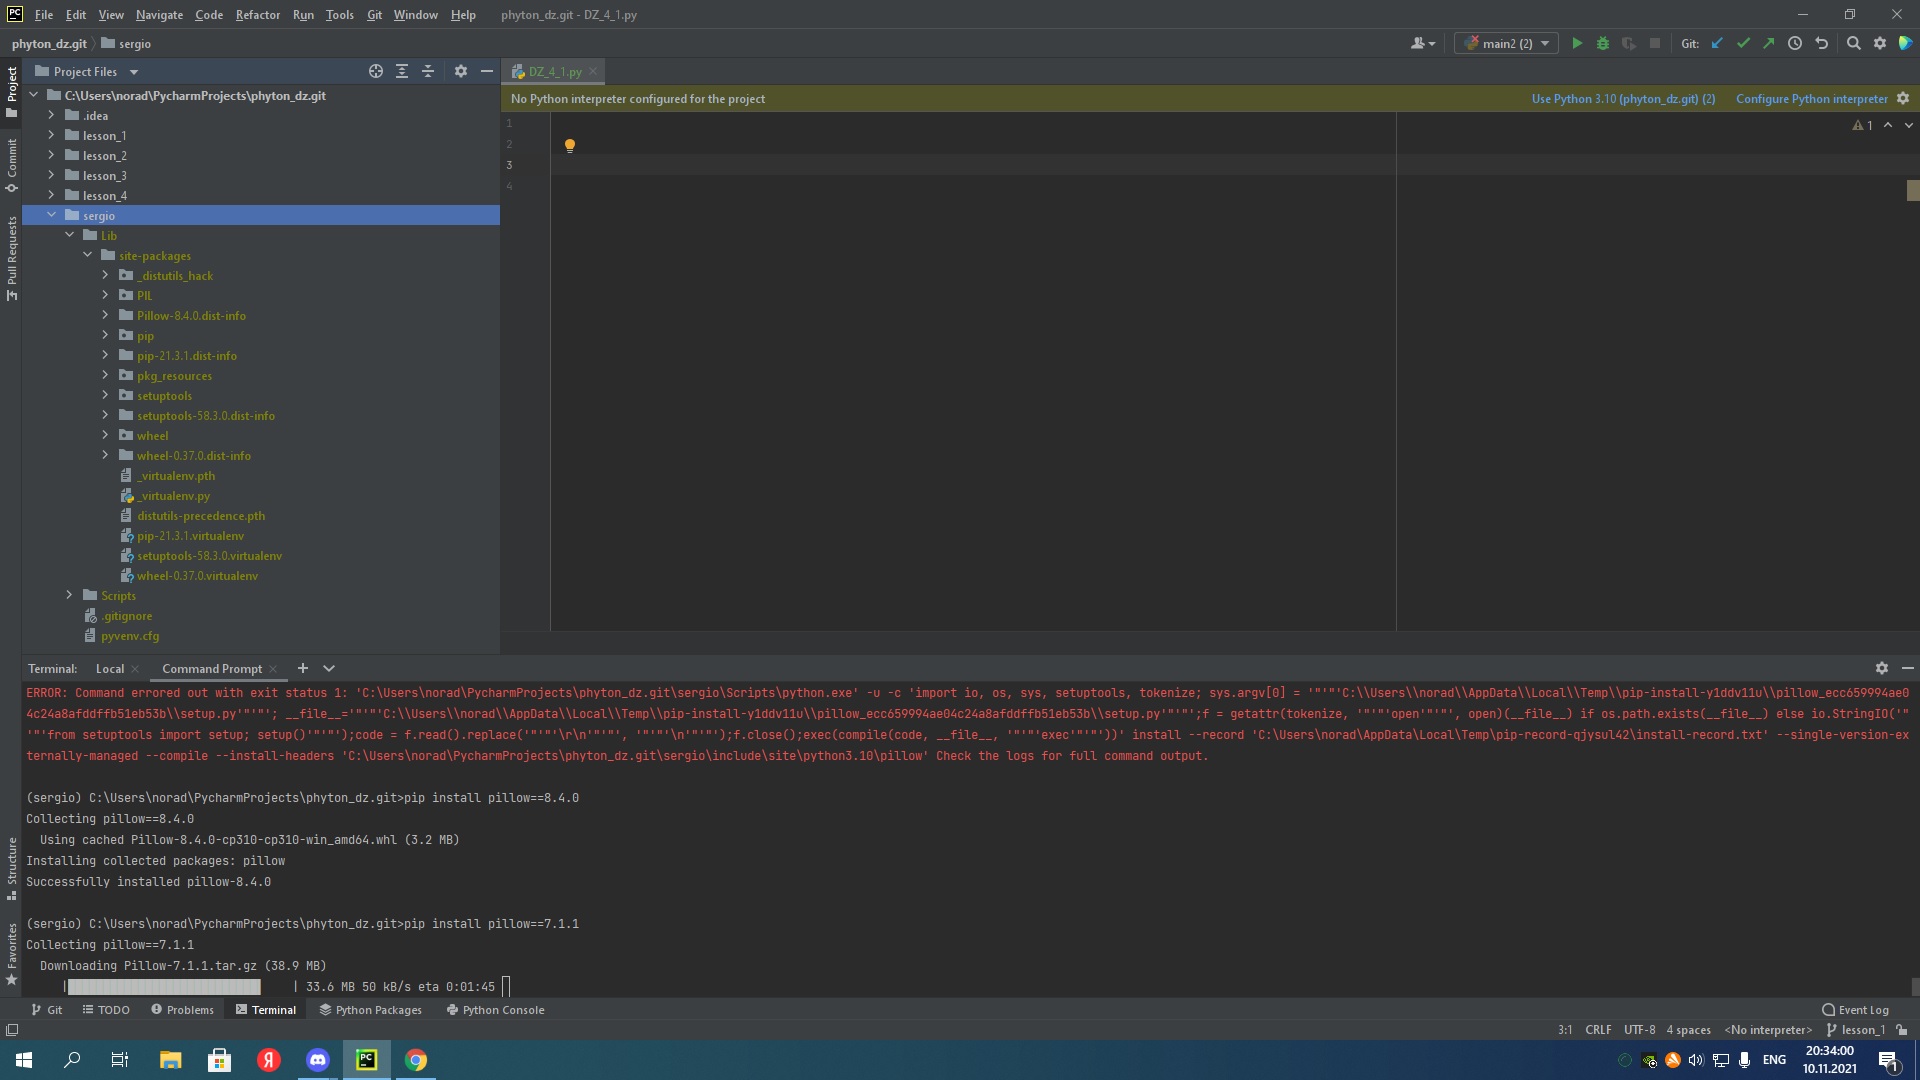 PC File Edit View Navigate Code Refactor Run Tools Git Window Help phyton_dz.git - DZ_4_1.py
phyton_dz.git sergio main2 (2) Git:
Project Files
DZ_4_1.py
No Python interpreter configured for the project Use Python 3.10 (phyton_dz.git) (2) Configure Python interpreter
Project
Commit
Pull Requests
Structure
Favorites
C:\Users\norad\PycharmProjects\phyton_dz.git
.idea
lesson_1
lesson_2
lesson_3
lesson_4
sergio
Lib
site-packages
_distutils_hack
PIL
Pillow-8.4.0.dist-info
pip
pip-21.3.1.dist-info
pkg_resources
setuptools
setuptools-58.3.0.dist-info
wheel
wheel-0.37.0.dist-info
_virtualenv.pth
_virtualenv.py
distutils-precedence.pth
pip-21.3.1.virtualenv
setuptools-58.3.0.virtualenv
wheel-0.37.0.virtualenv
Scripts
.gitignore
pyvenv.cfg
1
2
3
4
1
Terminal: Local Command Prompt
ERROR: Command errored out with exit status 1: 'C:\Users\norad\PycharmProjects\phyton_dz.git\sergio\Scripts\python.exe' -u -c 'import io, os, sys, setuptools, tokenize; sys.argv[0] = '"'"'C:\\Users\\norad\\AppData\\Local\\Temp\\pip-install-y1ddv11u\\pillow_ecc659994ae0
4c24a8afddffb51eb53b\\setup.py'"'"'; __file__='"'"'C:\\Users\\norad\\AppData\\Local\\Temp\\pip-install-y1ddv11u\\pillow_ecc659994ae04c24a8afddffb51eb53b\\setup.py'"'"';f = getattr(tokenize, '"'"'open'"'"', open)(__file__) if os.path.exists(__file__) else io.StringIO('"
'"'from setuptools import setup; setup()'"'"');code = f.read().replace('"'"'\r\n'"'"', '"'"'\n'"'"');f.close();exec(compile(code, __file__, '"'"'exec'"'"'))' install --record 'C:\Users\norad\AppData\Local\Temp\pip-record-qjysul42\install-record.txt' --single-version-ex
ternally-managed --compile --install-headers 'C:\Users\norad\PycharmProjects\phyton_dz.git\sergio\include\site\python3.10\pillow' Check the logs for full command output.
(sergio) C:\Users\norad\PycharmProjects\phyton_dz.git>pip install pillow==8.4.0
Collecting pillow==8.4.0
Using cached Pillow-8.4.0-cp310-cp310-win_amd64.whl (3.2 MB)
Installing collected packages: pillow
Successfully installed pillow-8.4.0
(sergio) C:\Users\norad\PycharmProjects\phyton_dz.git>pip install pillow==7.1.1
Collecting pillow==7.1.1
Downloading Pillow-7.1.1.tar.gz (38.9 MB)
| | 33.6 MB 50 kB/s eta 0:01:45
Git TODO Problems Terminal Python Packages Python Console Event Log
3:1 CRLF UTF-8 4 spaces <No interpreter> lesson_1
Я PC ENG 20:34:00 1
10.11.2021